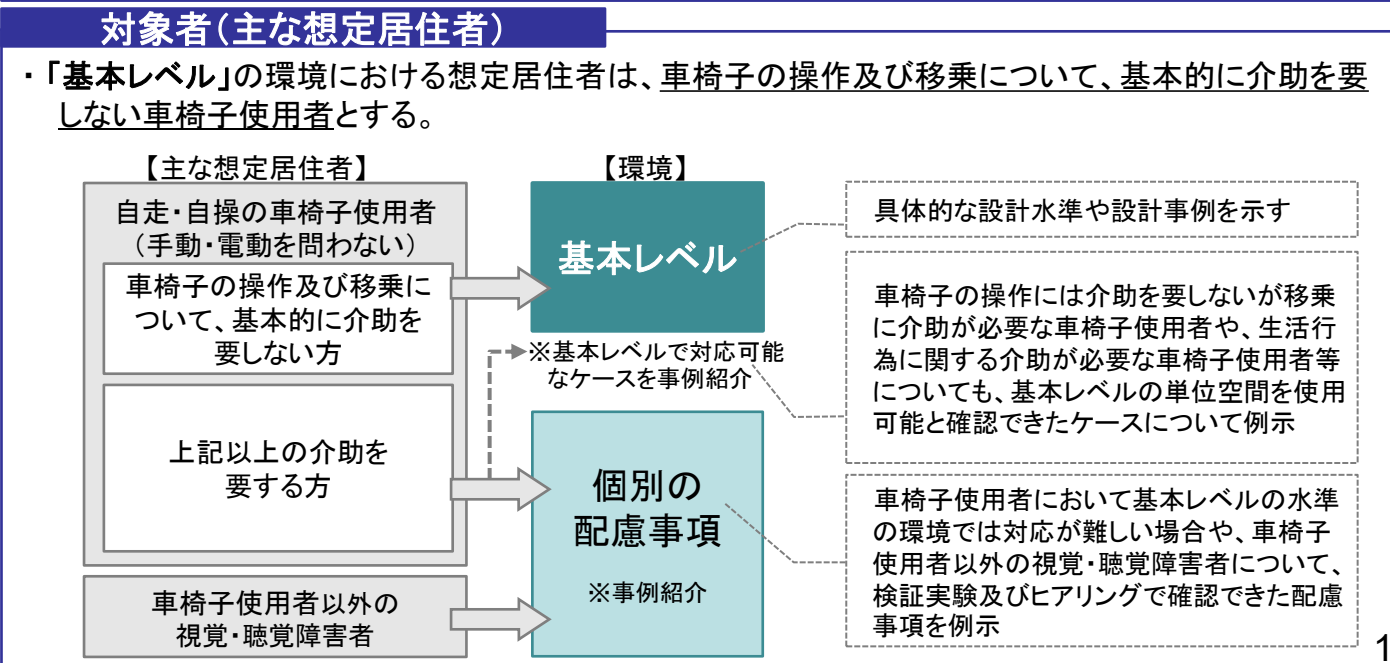 対象者（主な想定居住者）
・「基本レベル」の環境における想定居住者は、車椅子の操作及び移乗について、基本的に介助を要
しない車椅子使用者とする。
【主な想定居住者】
自走・自操の車椅子使用者
（手動・電動を問わない）
車椅子の操作及び移乗に
ついて、基本的に介助を
要しない方
上記以上の介助を
要する方
車椅子使用者以外の
視覚・聴覚障害者
【環境】
基本レベル
※基本レベルで対応可能
なケースを事例紹介
個別の
配慮事項
※事例紹介
具体的な設計水準や設計事例を示す
車椅子の操作には介助を要しないが移乗
に介助が必要な車椅子使用者や、生活行
為に関する介助が必要な車椅子使用者等
についても、基本レベルの単位空間を使用
可能と確認できたケースについて例示
車椅子使用者において基本レベルの水準
の環境では対応が難しい場合や、車椅子
使用者以外の視覚・聴覚障害者について、
検証実験及びヒアリングで確認できた配慮
事項を例示
1